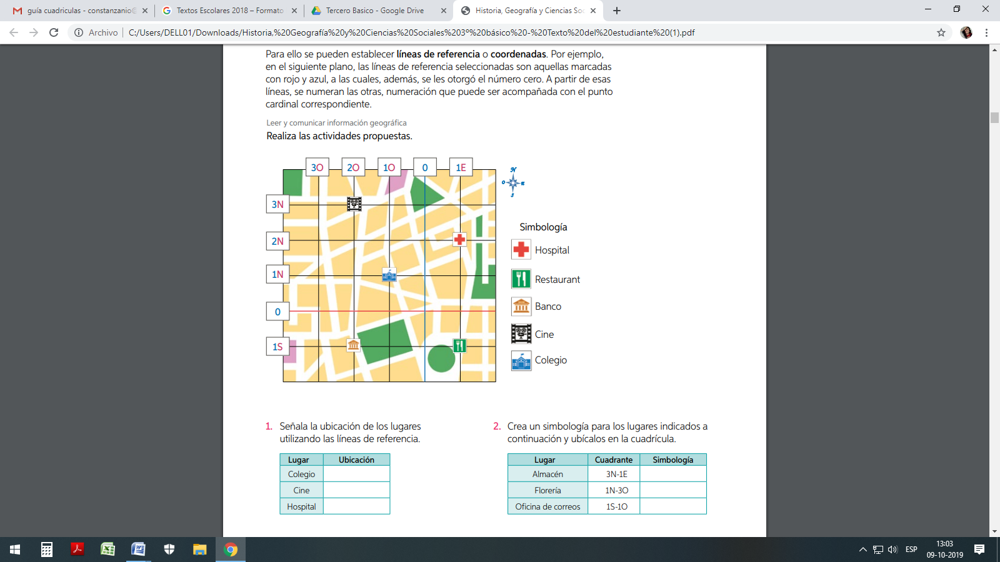 guía cuadriculas - constanzanio@
Textos Escolares 2018 – Formato
Tercero Basico - Google Drive
Historia, Geografía y Ciencias Soc
Archivo | C:/Users/DELL01/Downloads/Historia,%20Geografía%20y%20Ciencias%20Sociales%203º%20básico%20-%20Texto%20del%20estudiante%20(1).pdf
Para ello se pueden establecer líneas de referencia o coordenadas. Por ejemplo,
en el siguiente plano, las líneas de referencia seleccionadas son aquellas marcadas
con rojo y azul, a las cuales, además, se les otorgó el número cero. A partir de esas
líneas, se numeran las otras, numeración que puede ser acompañada con el punto
cardinal correspondiente.
Leer y comunicar información geográfica
Realiza las actividades propuestas.
3O 2O 1O 0 1E
N
O E
S
3N
2N
1N
0
1S
Simbología
Hospital
Restaurant
Banco
Cine
Colegio
1. Señala la ubicación de los lugares
utilizando las líneas de referencia.
Lugar Ubicación
Colegio
Cine
Hospital
2. Crea un simbología para los lugares indicados a
continuación y ubícalos en la cuadrícula.
Lugar Cuadrante Simbología
Almacén 3N-1E
Florería 1N-3O
Oficina de correos 1S-1O
ESP
13:03
09-10-2019